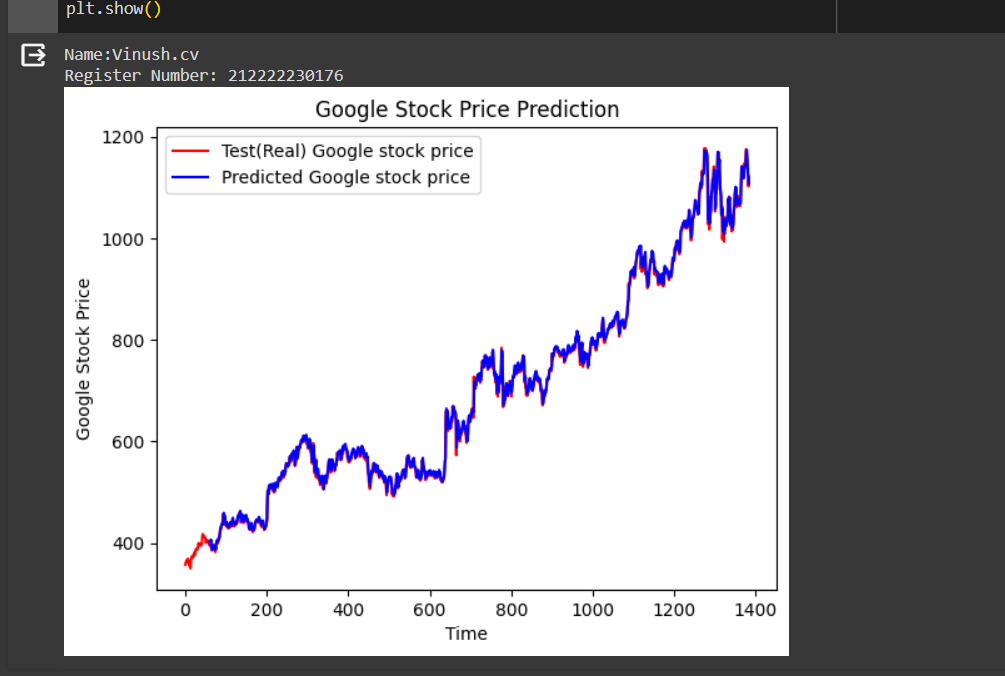 plt.show()
Name:Vinush.cv
Register Number: 212222230176
Google Stock Price Prediction
Test(Real) Google stock price
Predicted Google stock price
Google Stock Price
1200
1000
800
600
400
0 200 400 600 800 1000 1200 1400
Time